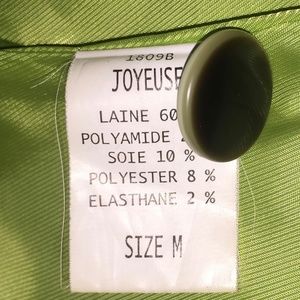 1809B
JOYEUSE
LAINE 60
POLYAMIDE
SOIE 10 %
POLYESTER 8 %
ELASTHANE 2 %
SIZE M